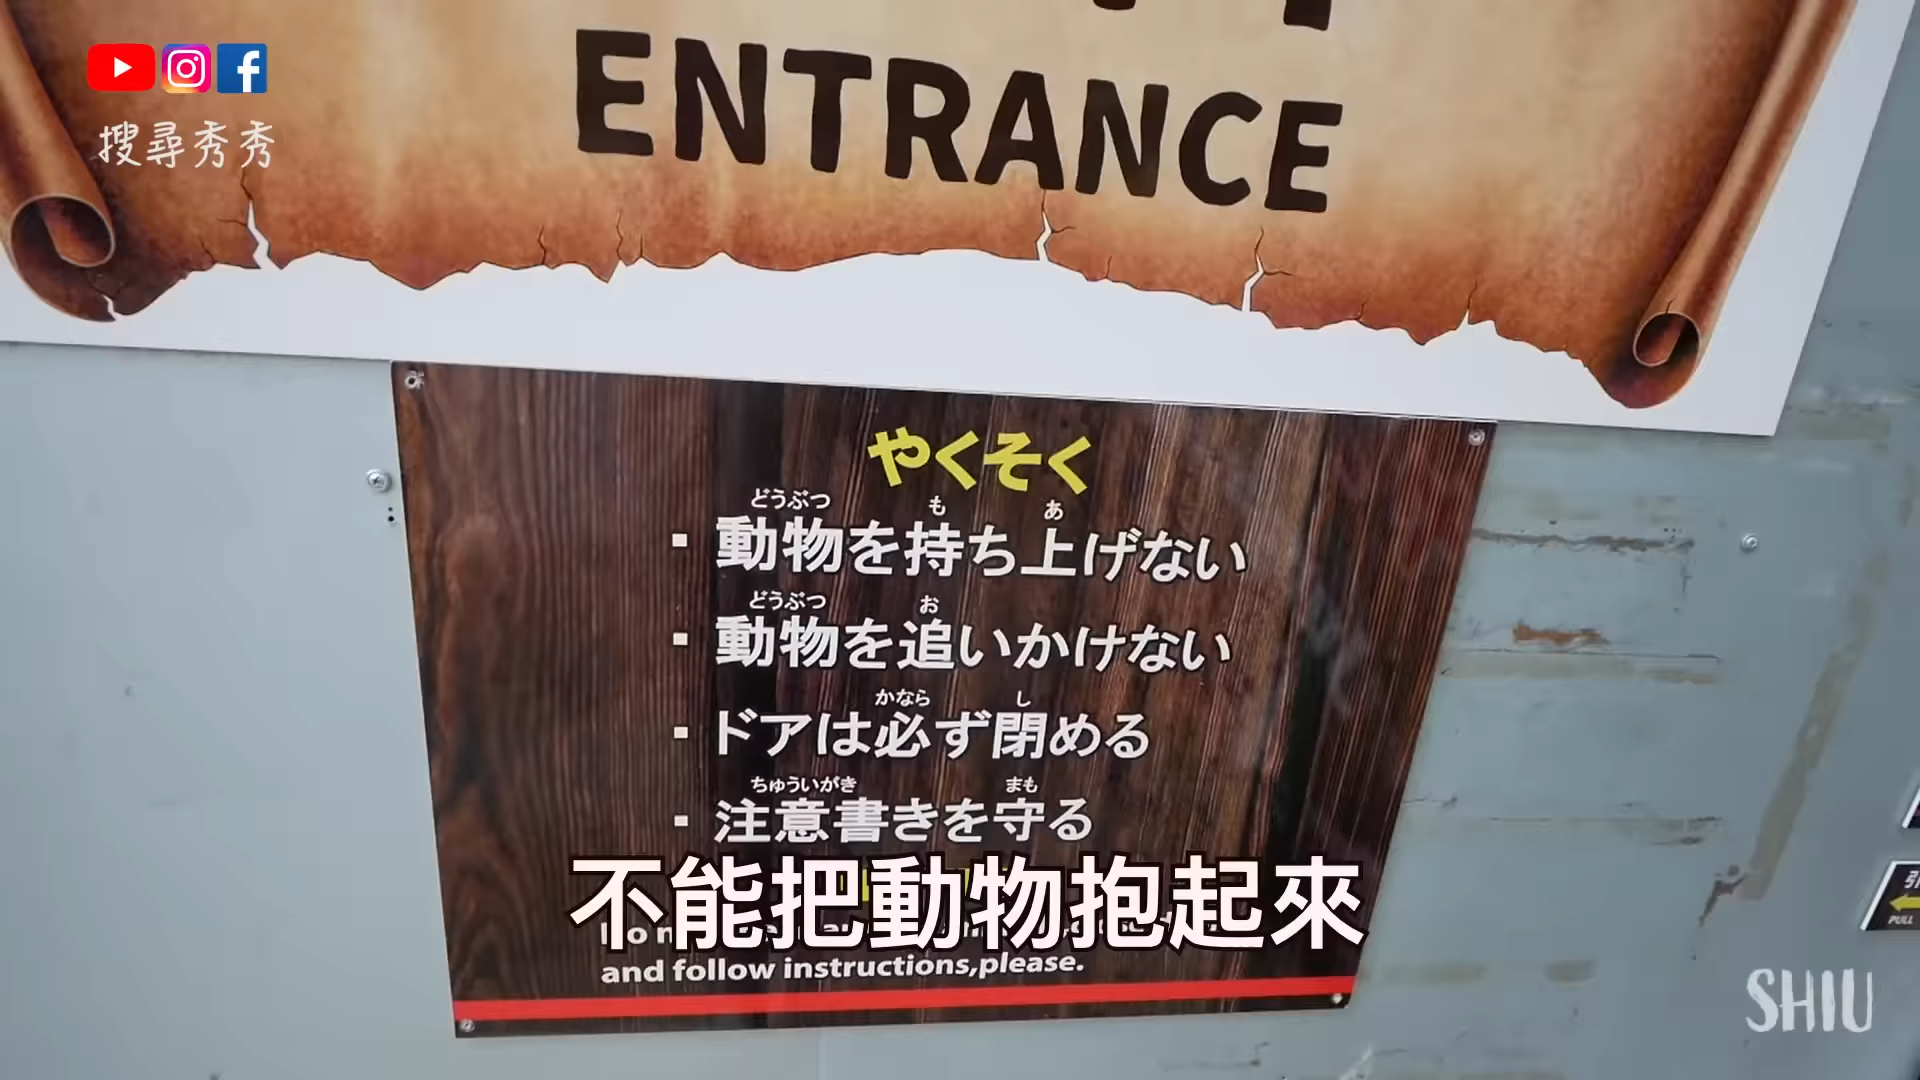 搜尋秀秀
ENTRANCE
やくそく
どうぶつ も あ
・動物を持ち上げない
どうぶつ お
・動物を追いかけない
かなら し
・ドアは必ず閉める
ちゅういがき まも
・注意書きを守る
不能把動物抱起來
and follow instructions,please.
PULL
SHIU